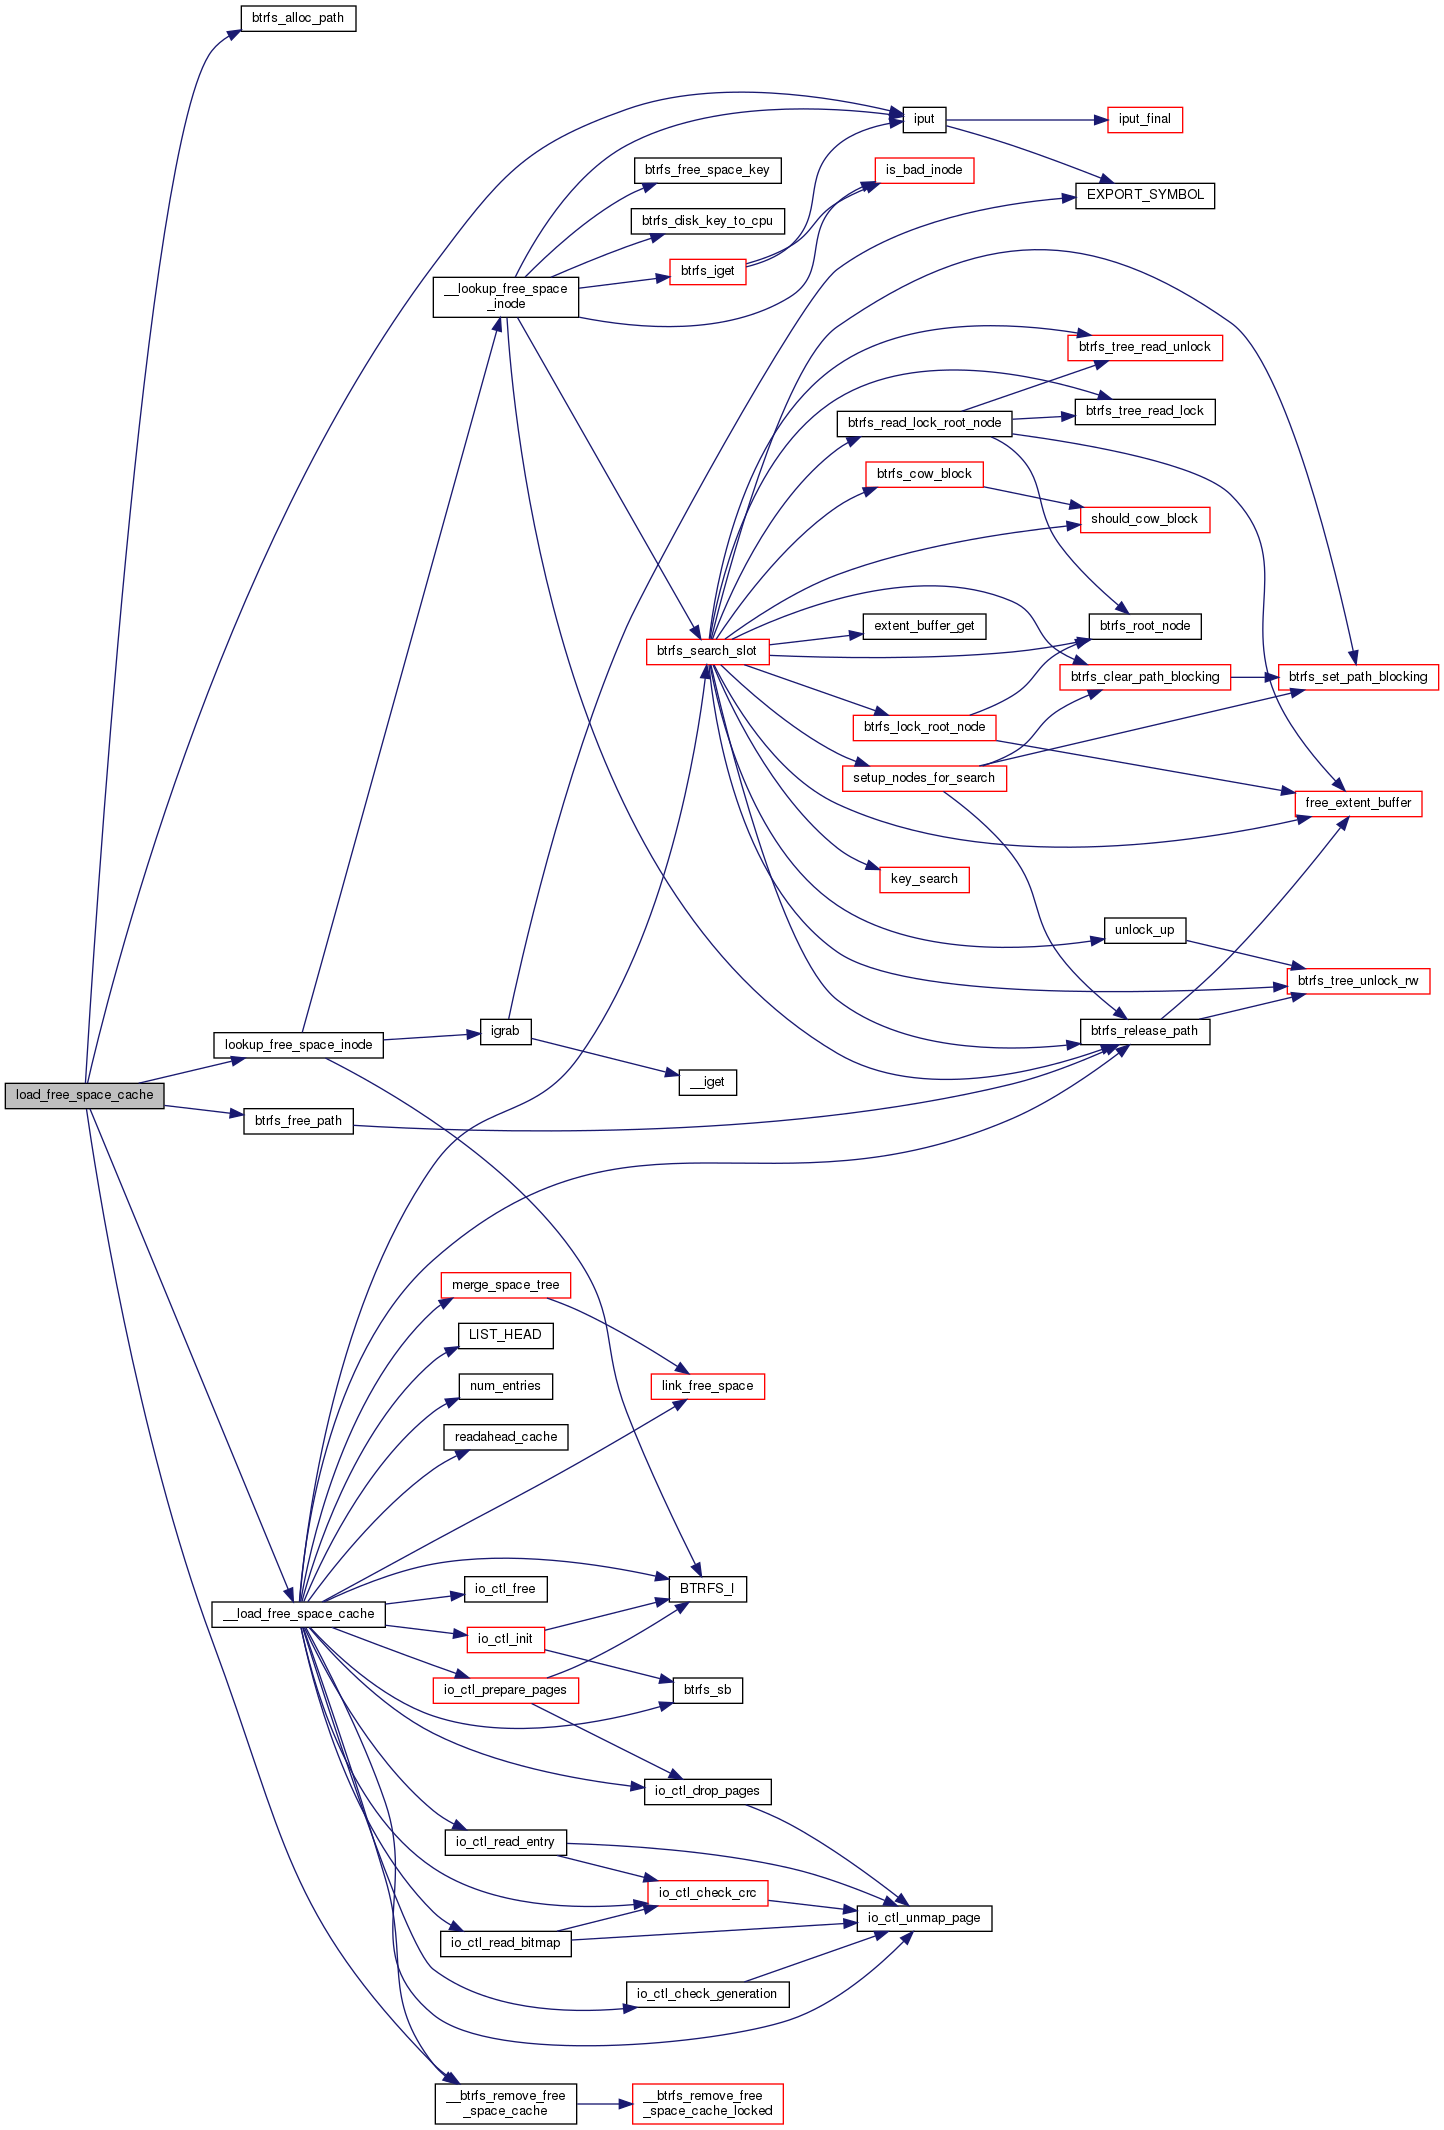 btrfs_alloc_path
iput
iput_final
btrfs_free_space_key
is_bad_inode
EXPORT_SYMBOL
btrfs_disk_key_to_cpu
btrfs_iget
__lookup_free_space
_inode
btrfs_tree_read_unlock
btrfs_tree_read_lock
btrfs_read_lock_root_node
btrfs_cow_block
should_cow_block
extent_buffer_get
btrfs_root_node
btrfs_search_slot
btrfs_clear_path_blocking
btrfs_set_path_blocking
btrfs_lock_root_node
setup_nodes_for_search
free_extent_buffer
key_search
unlock_up
btrfs_tree_unlock_rw
igrab
btrfs_release_path
lookup_free_space_inode
__iget
load_free_space_cache
btrfs_free_path
merge_space_tree
LIST_HEAD
num_entries
link_free_space
readahead_cache
io_ctl_free
BTRFS_I
__load_free_space_cache
io_ctl_init
io_ctl_prepare_pages
btrfs_sb
io_ctl_drop_pages
io_ctl_read_entry
io_ctl_check_crc
io_ctl_unmap_page
io_ctl_read_bitmap
io_ctl_check_generation
__btrfs_remove_free
_space_cache
__btrfs_remove_free
_space_cache_locked